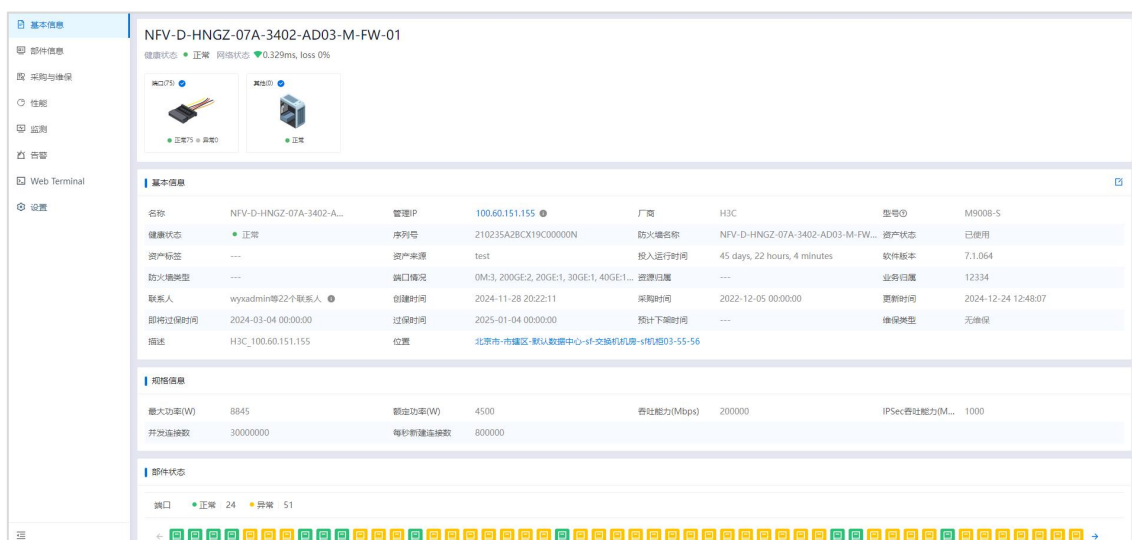 基本信息
部件信息
采购与维保
性能
监测
告警
Web Terminal
设置
NFV-D-HNGZ-07A-3402-AD03-M-FW-01
健康状态 正常 网络状态 0.329ms, loss 0%
端口(75) 其他(0)
正常75 异常0 正常
基本信息
名称 NFV-D-HNGZ-07A-3402-A... 管理IP 100.60.151.155 厂商 H3C 型号 M9008-S
健康状态 正常 序列号 210235A2BCX19C00000N 防火墙名称 NFV-D-HNGZ-07A-3402-AD03-M-FW... 资产状态 已使用
资产标签 --- 资产来源 test 投入运行时间 45 days, 22 hours, 4 minutes 软件版本 7.1.064
防火墙类型 --- 端口情况 0M:3, 200GE:2, 20GE:1, 30GE:1, 40GE:1... 资源归属 --- 业务归属 12334
联系人 wyxadmin等22个联系人 创建时间 2024-11-28 20:22:11 采购时间 2022-12-05 00:00:00 更新时间 2024-12-24 12:48:07
即将过保时间 2024-03-04 00:00:00 过保时间 2025-01-04 00:00:00 预计下架时间 --- 维保类型 无维保
描述 H3C_100.60.151.155 位置 北京市-市辖区-默认数据中心-sf-交换机机房-sf机柜03-55-56
规格信息
最大功率(W) 8845 额定功率(W) 4500 吞吐能力(Mbps) 200000 IPSec吞吐能力(M... 1000
并发连接数 30000000 每秒新建连接数 800000
部件状态
端口 正常 24 异常 51